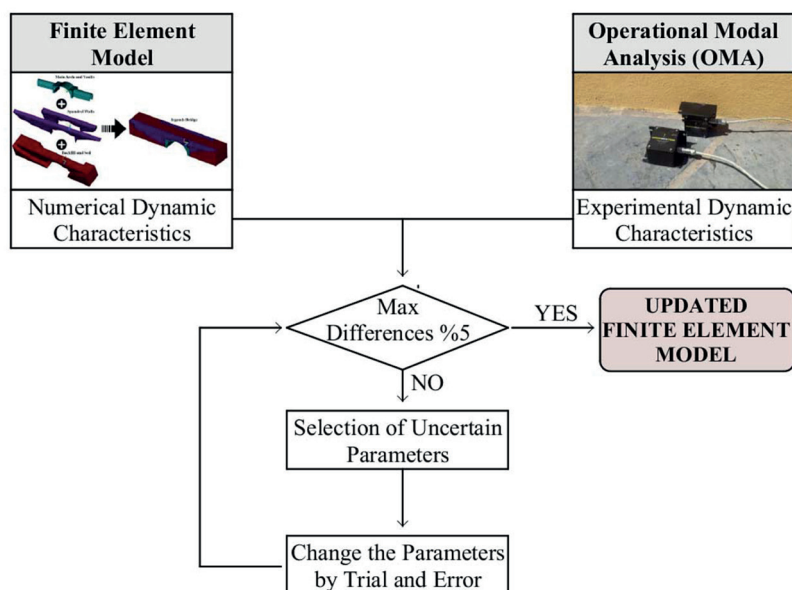 Finite Element
Model
Operational Modal
Analysis (OMA)
Numerical Dynamic
Characteristics
Experimental Dynamic
Characteristics
Max
Differences %5
YES
UPDATED
FINITE ELEMENT
MODEL
NO
Selection of Uncertain
Parameters
Change the Parameters
by Trial and Error